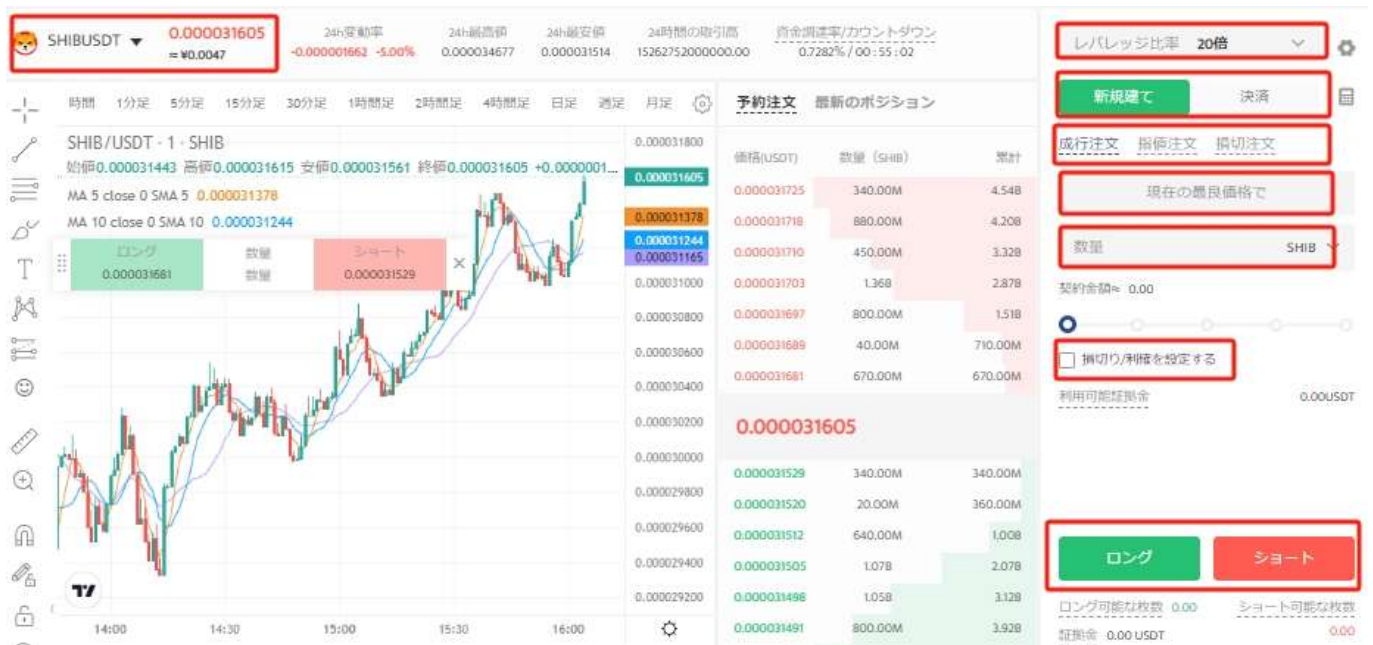 SHIBUSDT
0.000031605
≈ ¥0.0047
24h変動率
-0.000001662 -5.00%
24h最高値
0.000034677
24h最安値
0.000031514
24時間の取引高
15262752000000.00
資金調達率/カウントダウン
0.7282% / 00 : 55 : 02
時間 1分足 5分足 15分足 30分足 1時間足 2時間足 4時間足 日足 週足 月足
SHIB/USDT · 1 · SHIB
始値0.000031443 高値0.000031615 安値0.000031561 終値0.000031605 +0.0000001...
MA 5 close 0 SMA 5 0.000031378
MA 10 close 0 SMA 10 0.000031244
ロング 数量 ショート
0.000031681 数量 0.000031529
0.000031800
0.000031605
0.000031378
0.000031244
0.000031165
0.000031000
0.000030800
0.000030600
0.000030400
0.000030200
0.000030000
0.000029800
0.000029600
0.000029400
0.000029200
14:00 14:30 15:00 15:30 16:00
予約注文 最新のポジション
価格(USDT) 数量 (SHIB) 累計
0.000031725 340.00M 4.54B
0.000031718 880.00M 4.20B
0.000031710 450.00M 3.32B
0.000031703 1.36B 2.87B
0.000031697 800.00M 1.51B
0.000031689 40.00M 710.00M
0.000031681 670.00M 670.00M
0.000031605
0.000031529 340.00M 340.00M
0.000031520 20.00M 360.00M
0.000031512 640.00M 1.00B
0.000031505 1.07B 2.07B
0.000031498 1.05B 3.12B
0.000031491 800.00M 3.92B
レバレッジ比率 20倍
新規建て 決済
成行注文 指値注文 損切注文
現在の最良価格で
数量 SHIB
契約金額≈ 0.00
損切り/利確を設定する
利用可能証拠金 0.00USDT
ロング ショート
ロング可能な枚数 0.00 ショート可能な枚数
証拠金 0.00 USDT 0.00